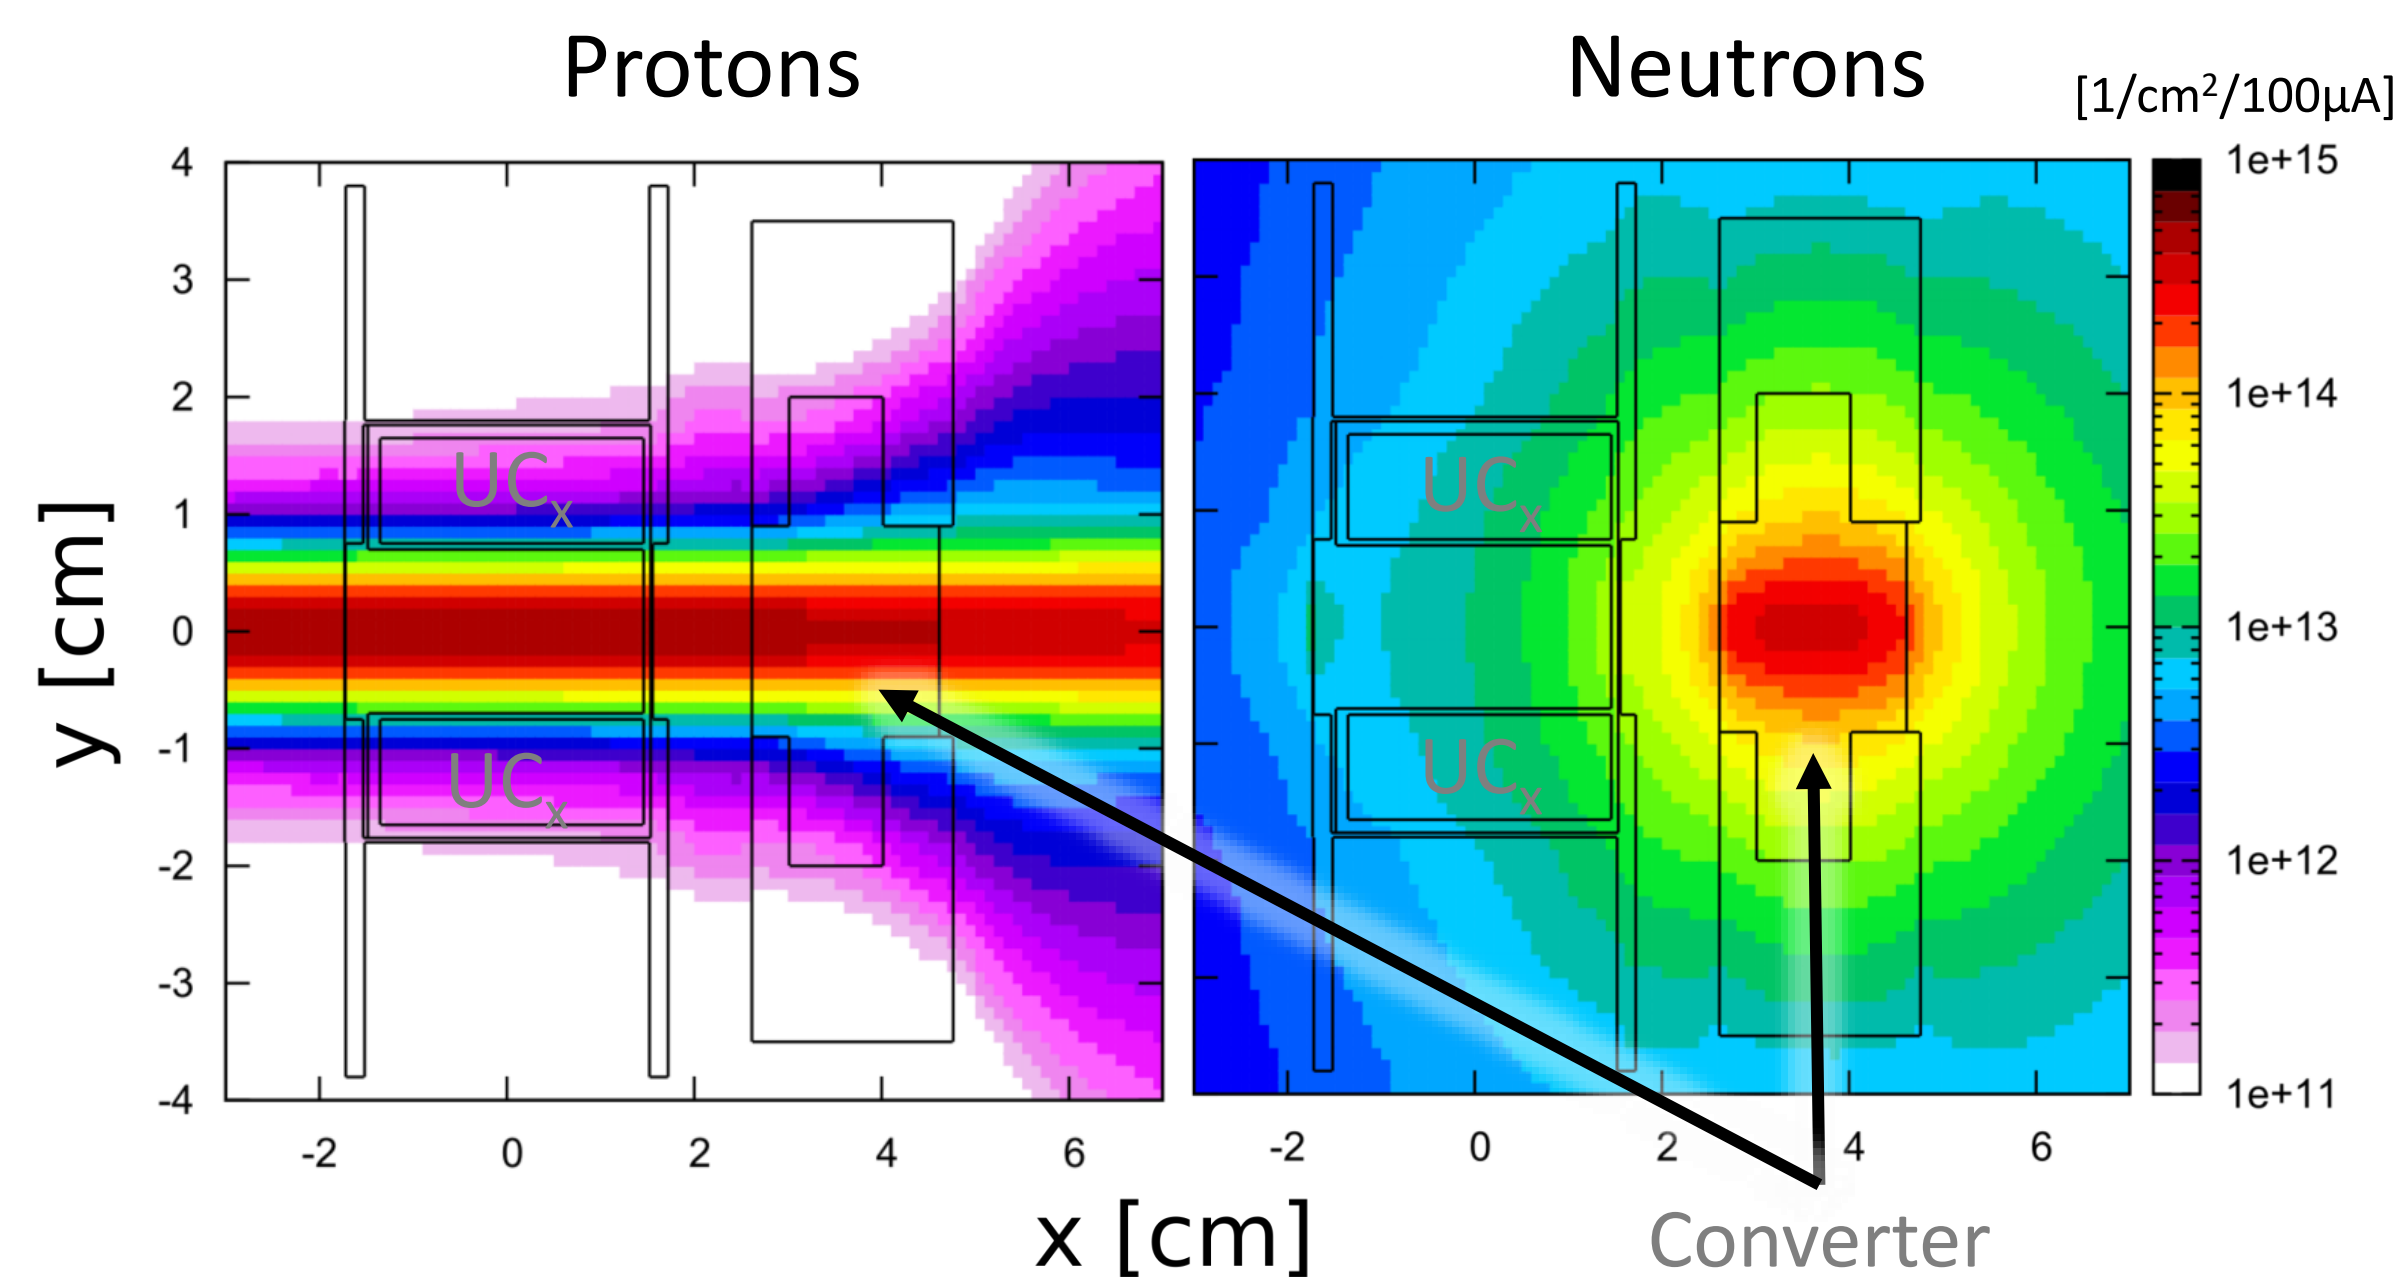 Protons
Neutrons
[1/cm²/100µA]
4
3
2
1
0
-1
-2
-3
-4
y [cm]
UCₓ
UCₓ
UCₓ
UCₓ
1e+15
1e+14
1e+13
1e+12
1e+11
-2 0 2 4 6
-2 0 2 4 6
x [cm]
Converter